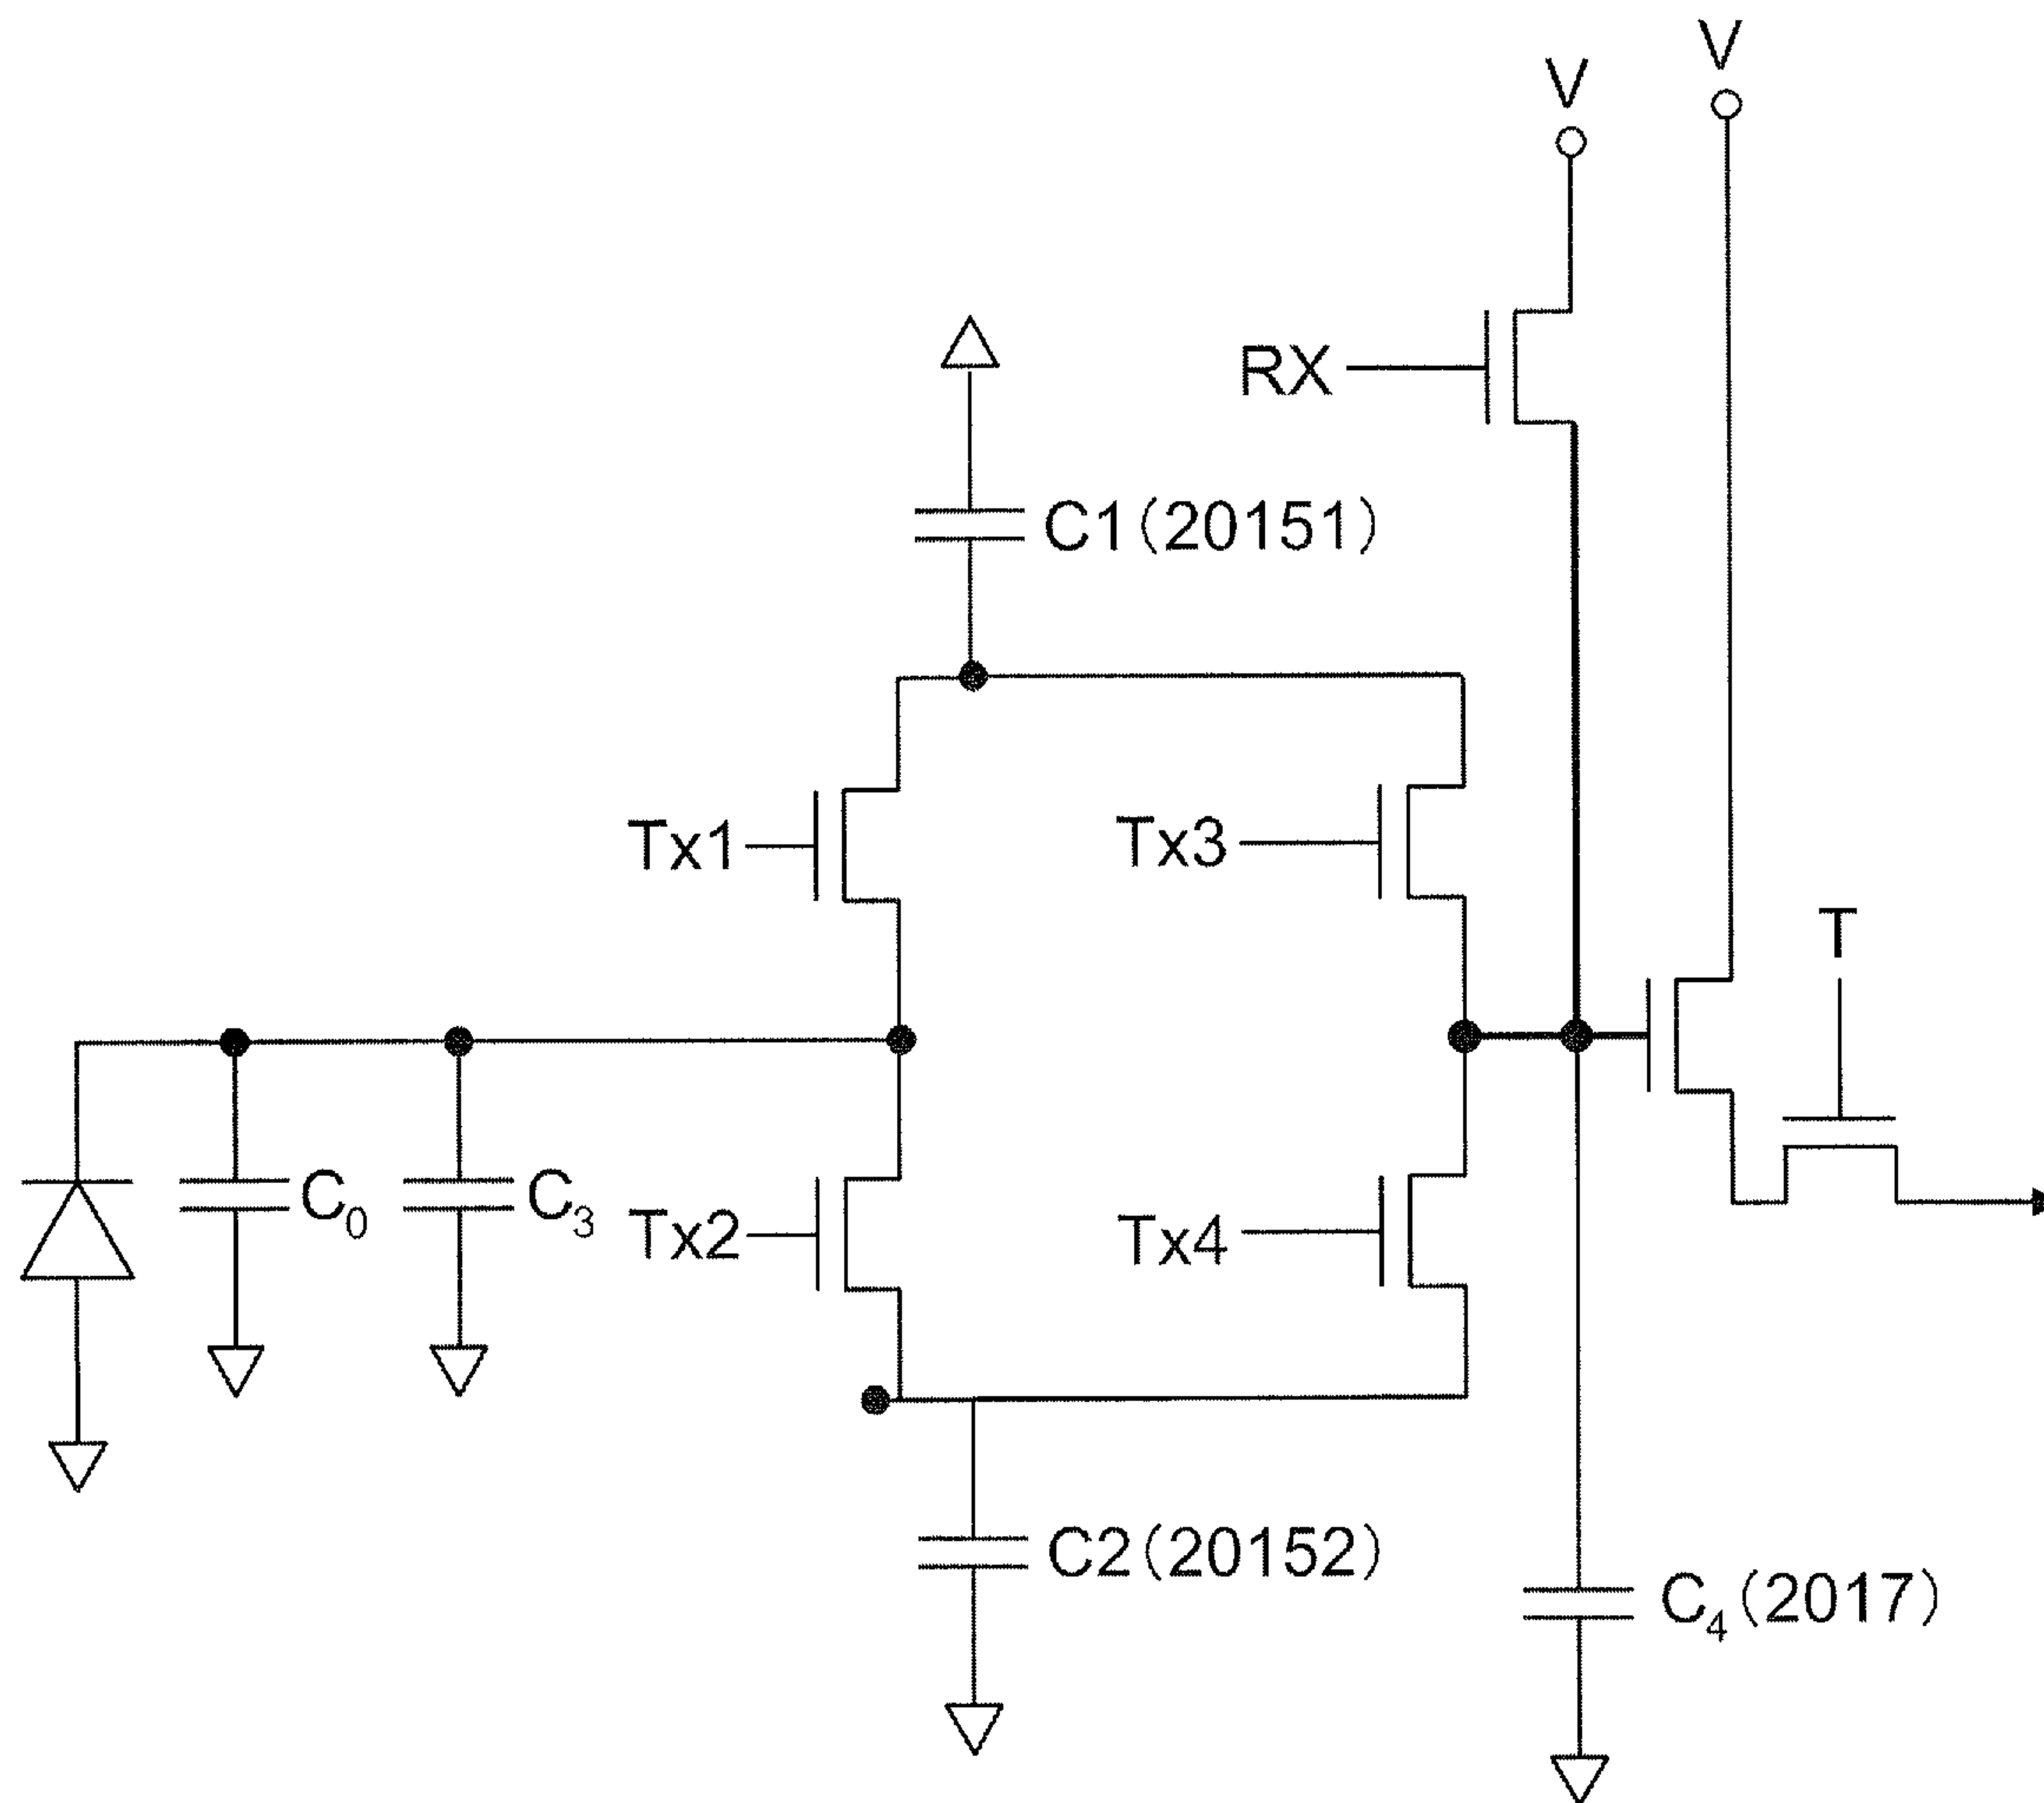 V
V
RX
C1(20151)
Tx1
Tx3
T
C₀
C₃
Tx2
Tx4
C2(20152)
C₄(2017)